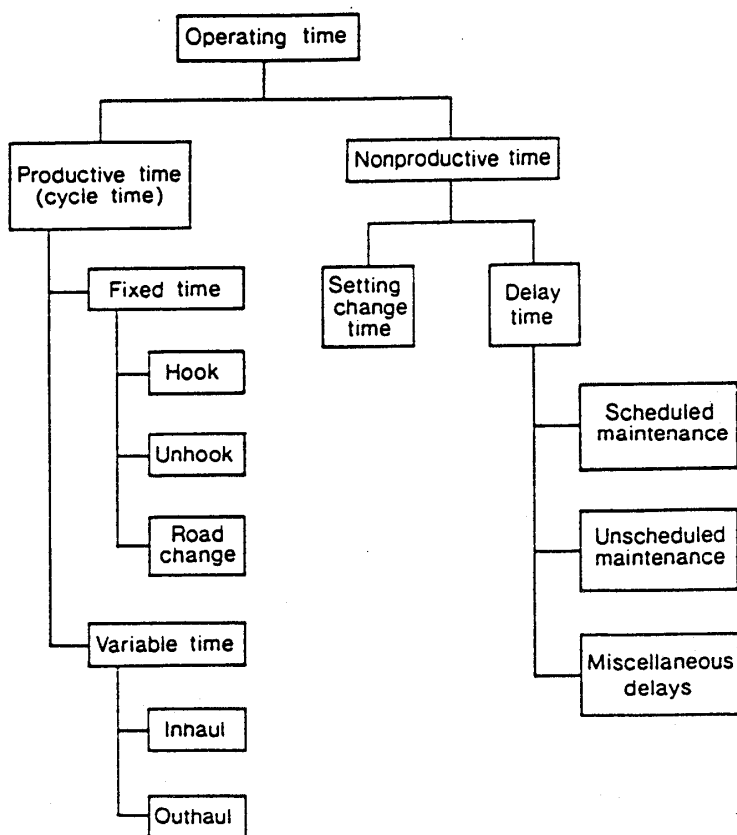 Operating time
Productive time
(cycle time)
Nonproductive time
Fixed time
Setting
change
time
Delay
time
Hook
Unhook
Road
change
Scheduled
maintenance
Unscheduled
maintenance
Variable time
Miscellaneous
delays
Inhaul
Outhaul